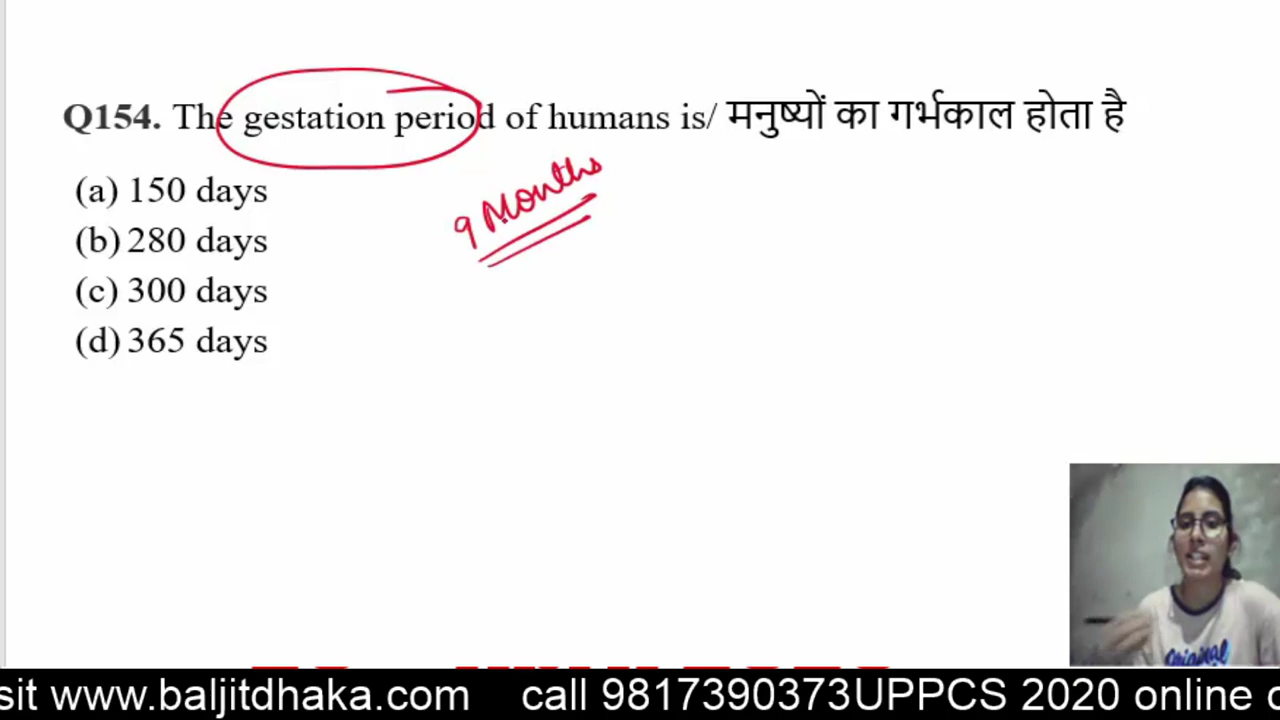 Q154. The gestation period of humans is/ मनुष्यों का गर्भकाल होता है
(a) 150 days
9 Months
(b) 280 days
(c) 300 days
(d) 365 days
Original
sit www.baljitdhaka.com call 9817390373UPPCS 2020 online c